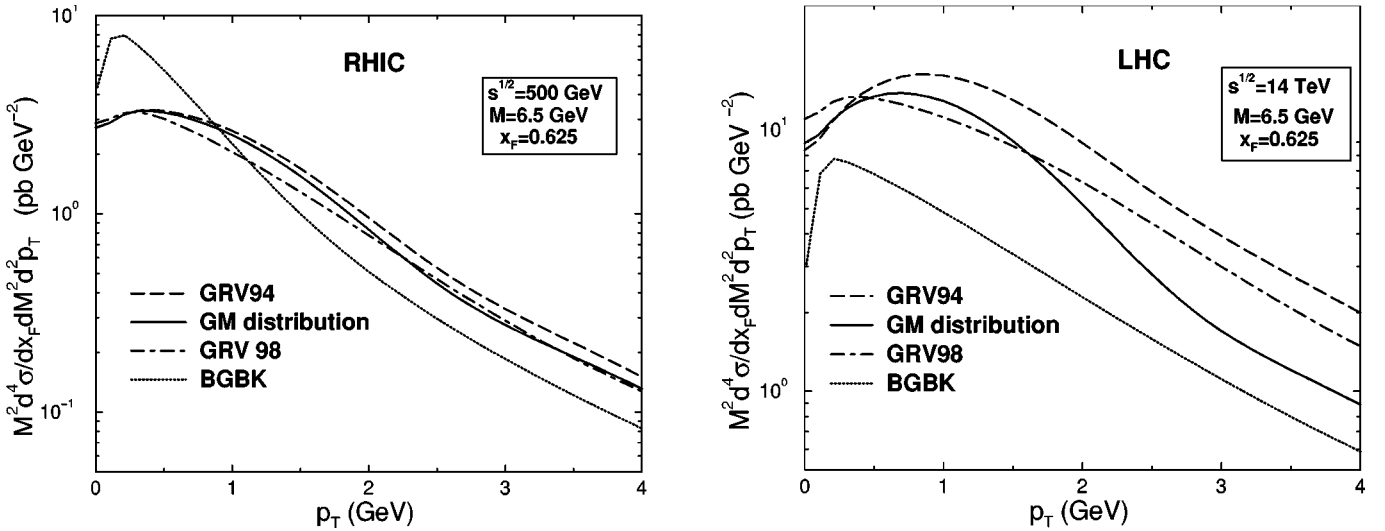 M²d⁴σ/dx_FdM²d²p_T (pb GeV⁻²)
10¹
10⁰
10⁻¹
RHIC
s^1/2=500 GeV
M=6.5 GeV
x_F=0.625
GRV94
GM distribution
GRV 98
BGBK
0
1
2
3
4
p_T (GeV)
M²d⁴σ/dx_FdM²d²p_T (pb GeV⁻²)
10¹
10⁰
LHC
s^1/2=14 TeV
M=6.5 GeV
x_F=0.625
GRV94
GM distribution
GRV98
BGBK
0
1
2
3
4
p_T (GeV)